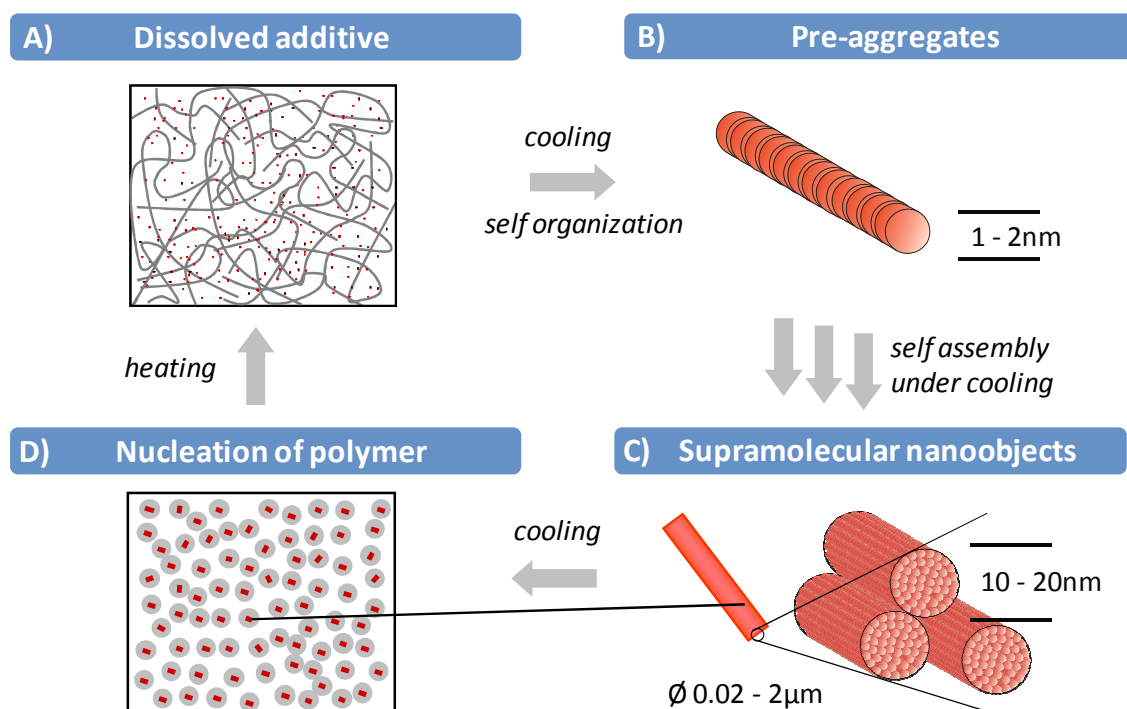 A) Dissolved additive
B) Pre-aggregates
cooling
self organization
1 - 2nm
heating
self assembly
under cooling
D) Nucleation of polymer
C) Supramolecular nanoobjects
cooling
10 - 20nm
Ø 0.02 - 2µm